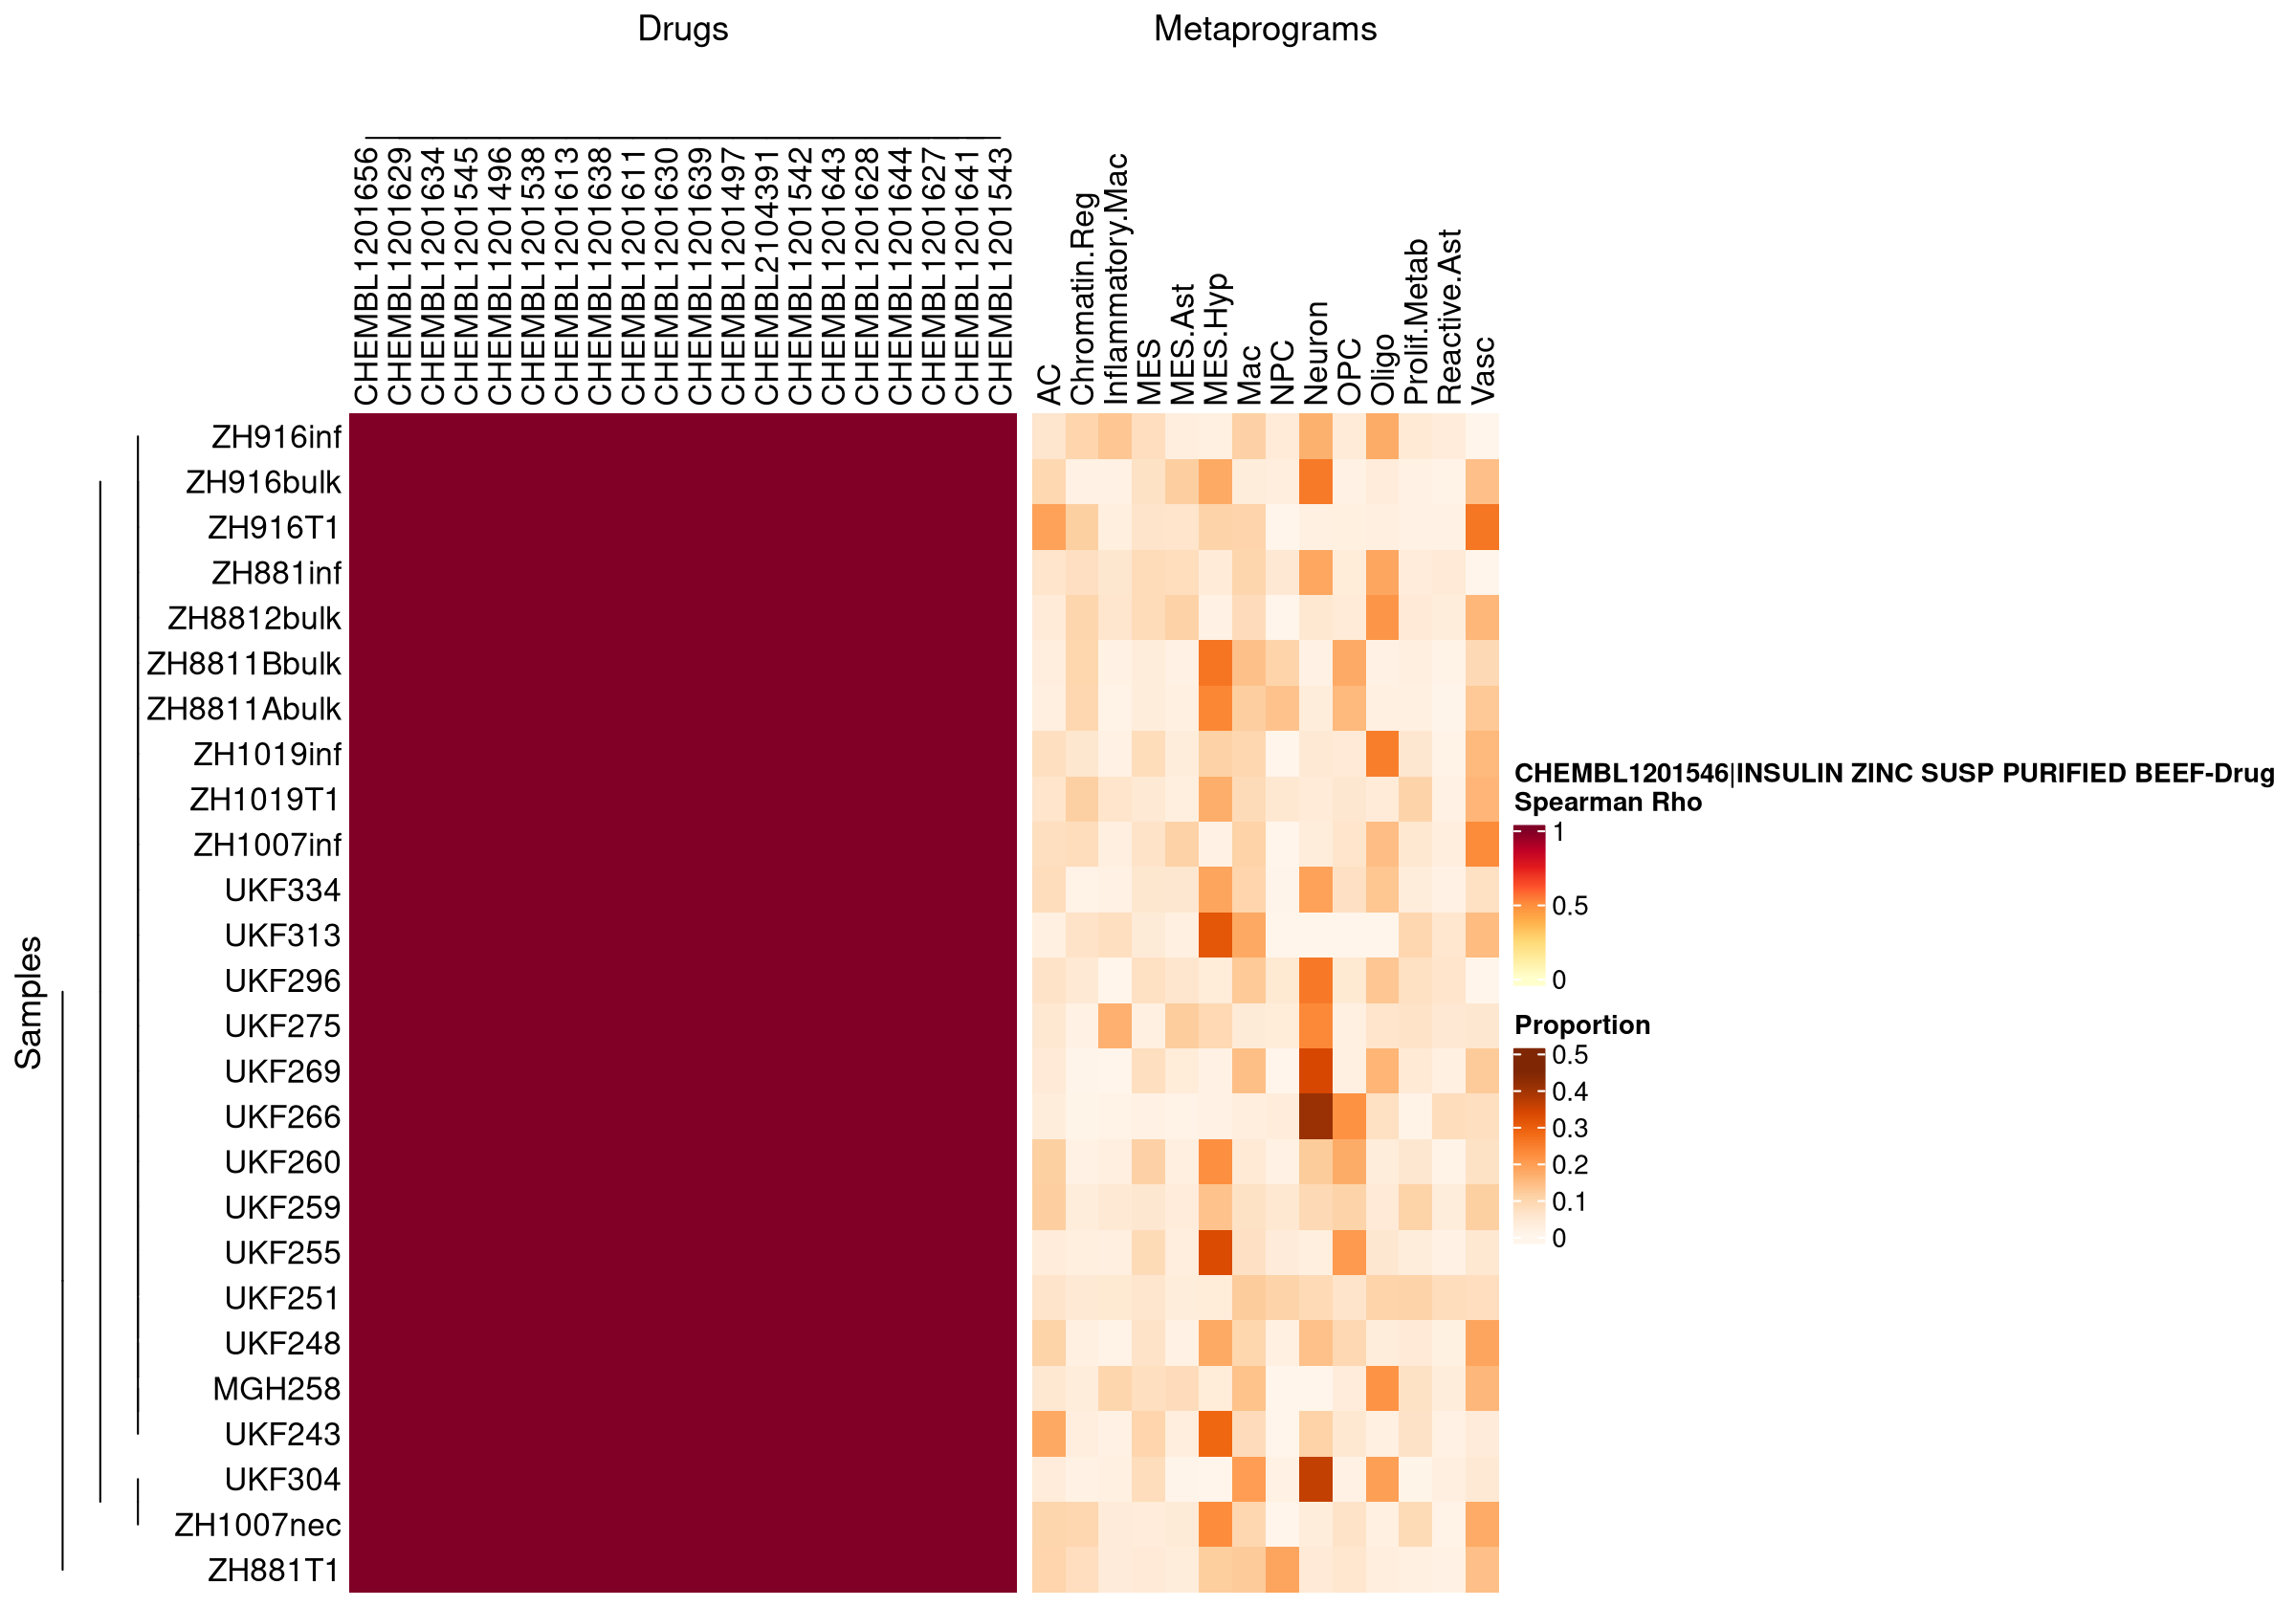 Drugs
Metaprograms
CHEMBL1201656
CHEMBL1201629
CHEMBL1201634
CHEMBL1201545
CHEMBL1201496
CHEMBL1201538
CHEMBL1201613
CHEMBL1201638
CHEMBL1201611
CHEMBL1201630
CHEMBL1201639
CHEMBL1201497
CHEMBL2104391
CHEMBL1201542
CHEMBL1201643
CHEMBL1201628
CHEMBL1201644
CHEMBL1201627
CHEMBL1201641
CHEMBL1201543
AC
Chromatin.Reg
Inflammatory.Mac
MES
MES.Ast
MES.Hyp
Mac
NPC
Neuron
OPC
Oligo
Prolif.Metab
Reactive.Ast
Vasc
Samples
ZH916inf
ZH916bulk
ZH916T1
ZH881inf
ZH8812bulk
ZH8811Bbulk
ZH8811Abulk
ZH1019inf
ZH1019T1
ZH1007inf
UKF334
UKF313
UKF296
UKF275
UKF269
UKF266
UKF260
UKF259
UKF255
UKF251
UKF248
MGH258
UKF243
UKF304
ZH1007nec
ZH881T1
CHEMBL1201546|INSULIN ZINC SUSP PURIFIED BEEF-Drug
Spearman Rho
1
0.5
0
Proportion
0.5
0.4
0.3
0.2
0.1
0